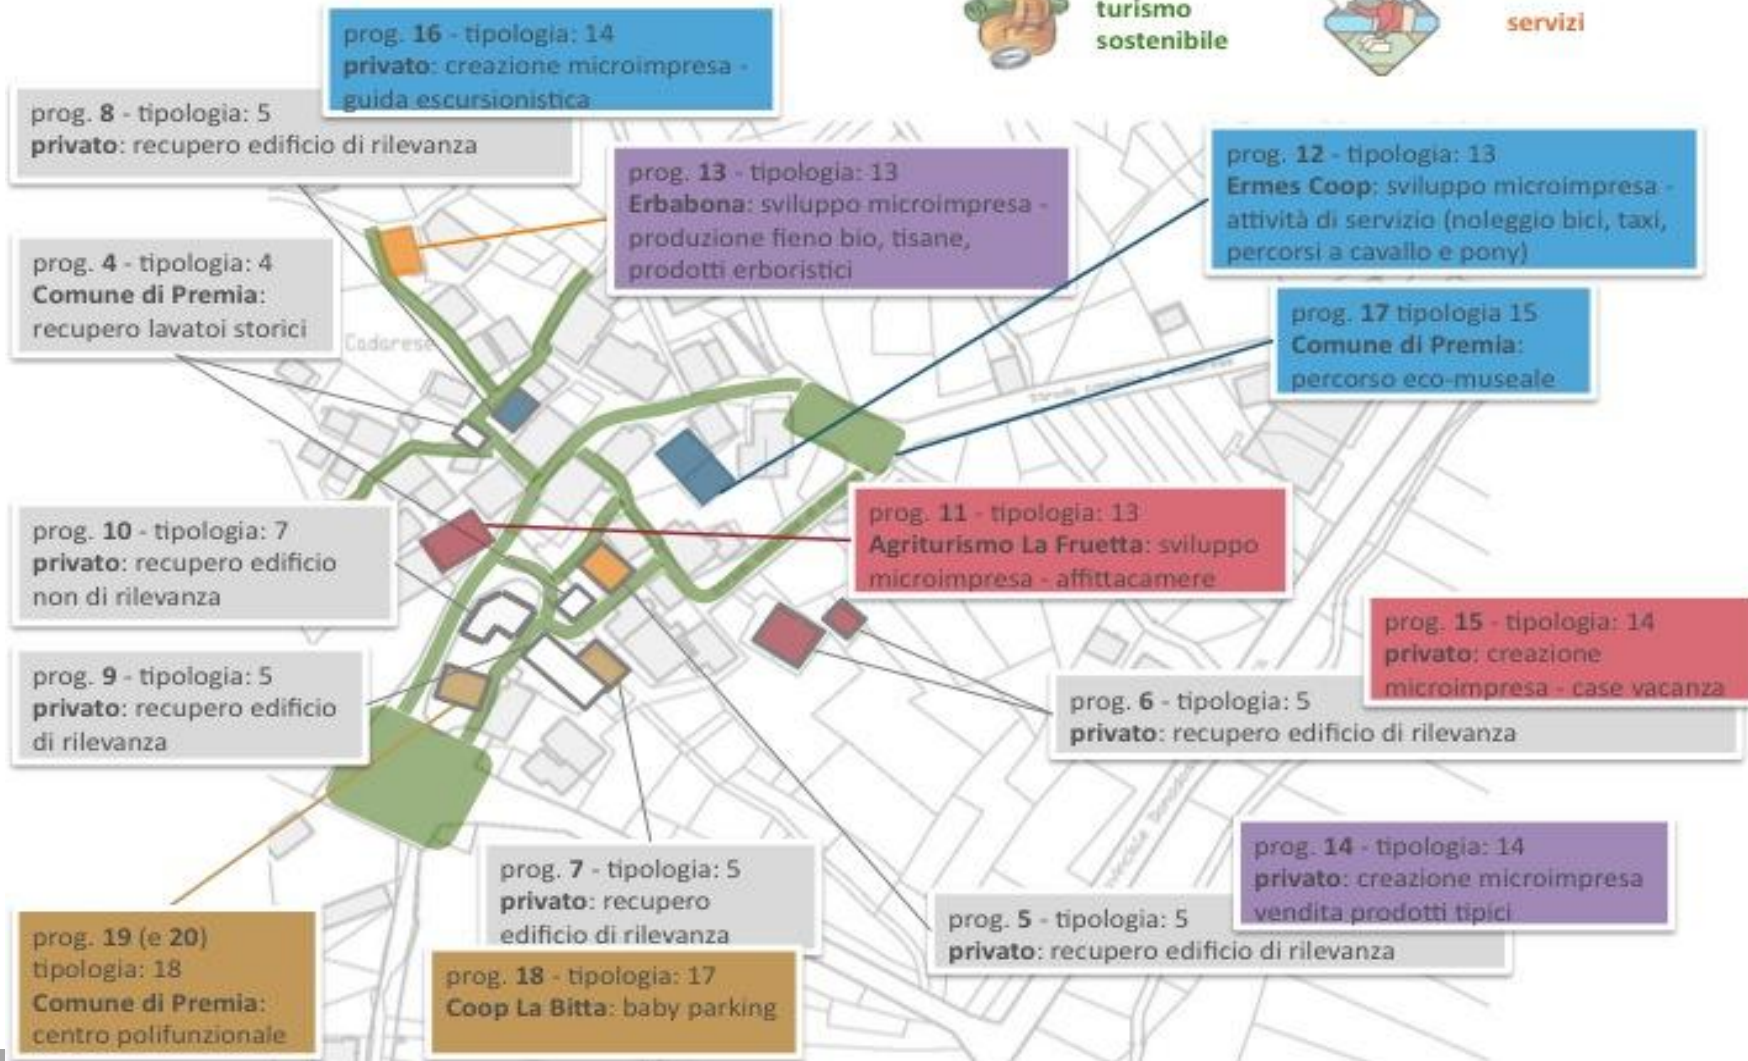 turismo
sostenibile
servizi
prog. 16 - tipologia: 14
privato: creazione microimpresa -
guida escursionistica
prog. 8 - tipologia: 5
privato: recupero edificio di rilevanza
prog. 13 - tipologia: 13
Erbabona: sviluppo microimpresa -
produzione fieno bio, tisane,
prodotti erboristici
prog. 12 - tipologia: 13
Ermes Coop: sviluppo microimpresa -
attività di servizio (noleggio bici, taxi,
percorsi a cavallo e pony)
prog. 4 - tipologia: 4
Comune di Premia:
recupero lavatoi storici
Cadarese
prog. 17 tipologia 15
Comune di Premia:
percorso eco-museale
prog. 10 - tipologia: 7
privato: recupero edificio
non di rilevanza
prog. 11 - tipologia: 13
Agriturismo La Fruetta: sviluppo
microimpresa - affittacamere
prog. 15 - tipologia: 14
privato: creazione
microimpresa - case vacanza
prog. 9 - tipologia: 5
privato: recupero edificio
di rilevanza
prog. 6 - tipologia: 5
privato: recupero edificio di rilevanza
prog. 7 - tipologia: 5
privato: recupero
edificio di rilevanza
prog. 14 - tipologia: 14
privato: creazione microimpresa
vendita prodotti tipici
prog. 5 - tipologia: 5
privato: recupero edificio di rilevanza
prog. 19 (e 20)
tipologia: 18
Comune di Premia:
centro polifunzionale
prog. 18 - tipologia: 17
Coop La Bitta: baby parking